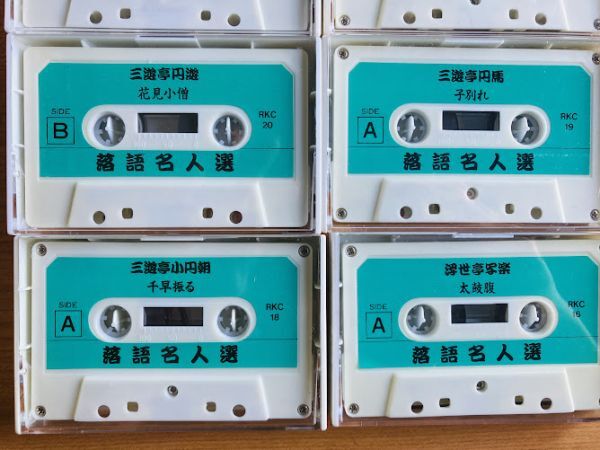 三遊亭円遊
花見小僧
SIDE
B
RKC
20
落語名人選
三遊亭円馬
子別れ
SIDE
A
RKC
19
落語名人選
三遊亭小円朝
千早振る
SIDE
A
RKC
18
落語名人選
浮世亭写楽
太鼓腹
SIDE
A
RKC
落語名人選